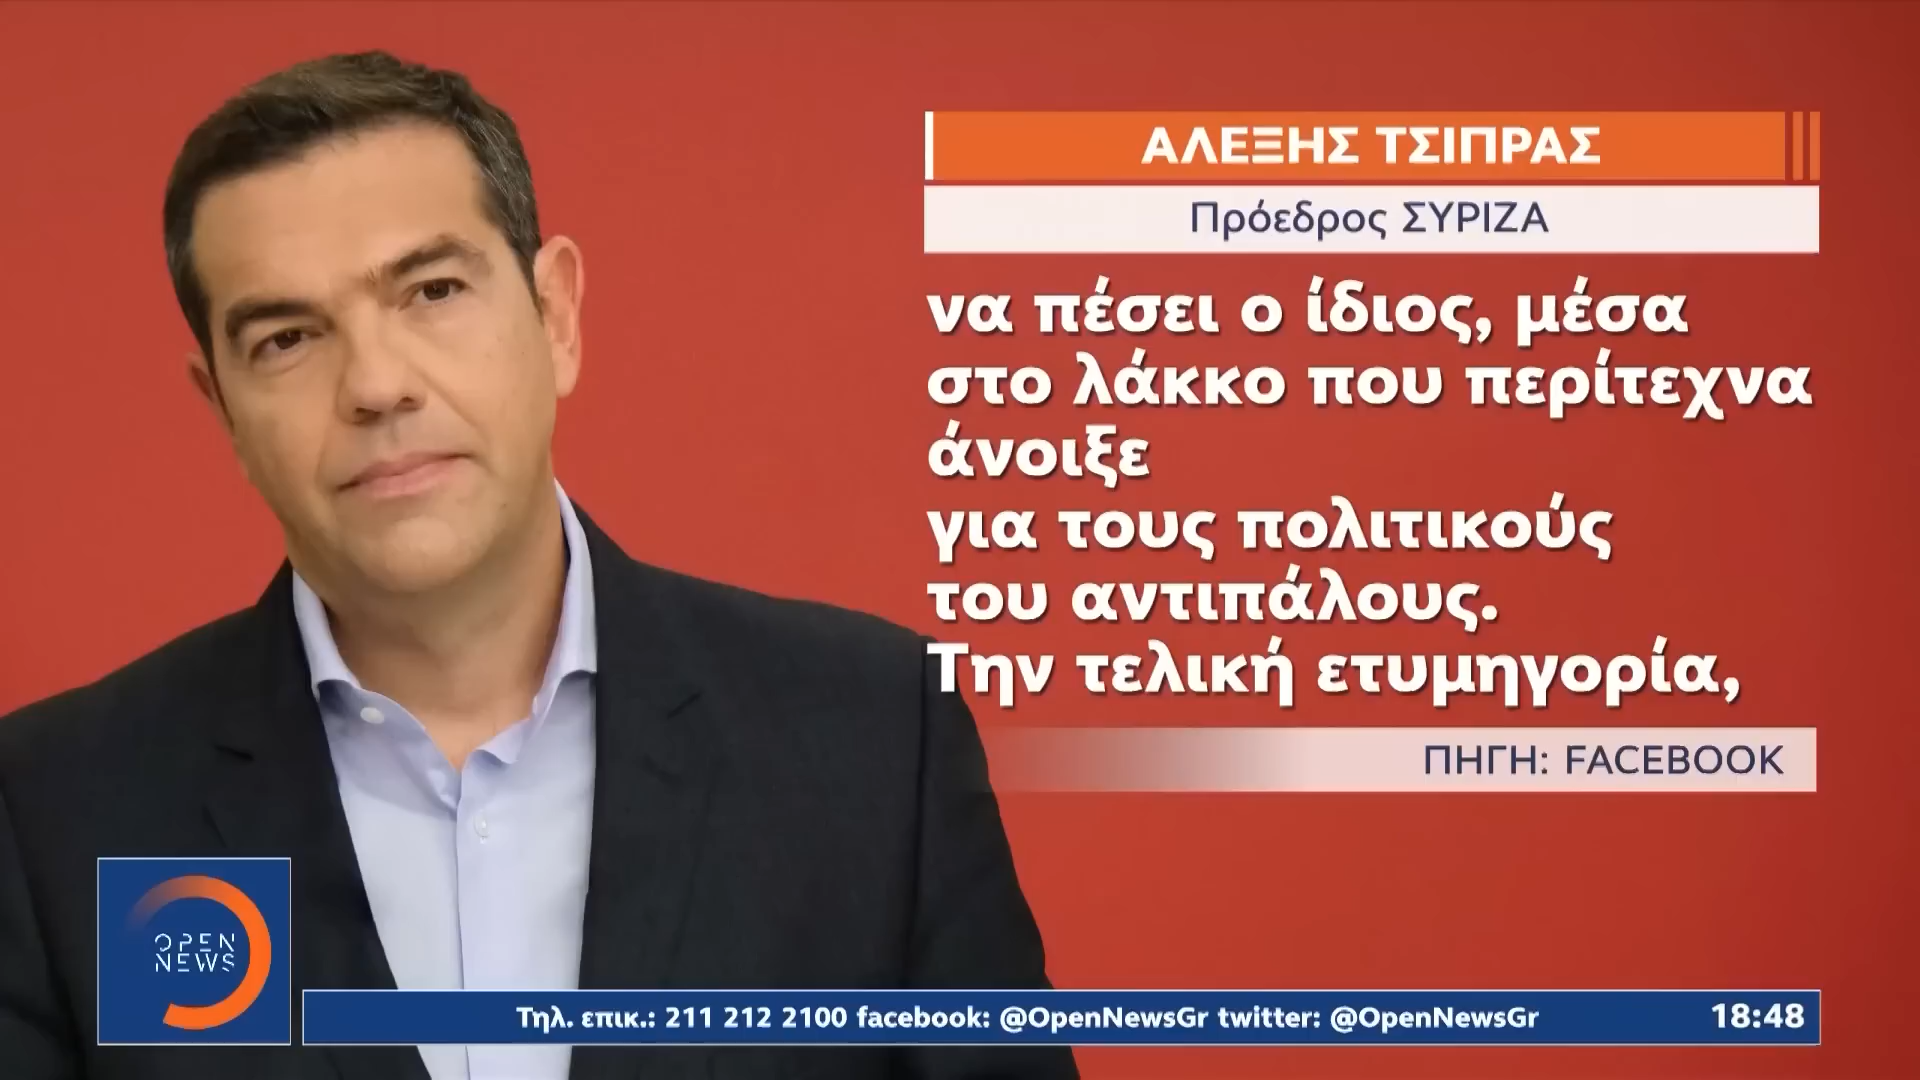 ΑΛΕΞΗΣ ΤΣΙΠΡΑΣ
Πρόεδρος ΣΥΡΙΖΑ
να πέσει ο ίδιος, μέσα
στο λάκκο που περίτεχνα
άνοιξε
για τους πολιτικούς
του αντιπάλους.
Την τελική ετυμηγορία,
ΠΗΓΗ: FACEBOOK
OPEN
NEWS
Τηλ. επικ.: 211 212 2100 facebook: @OpenNewsGr twitter: @OpenNewsGr
18:48